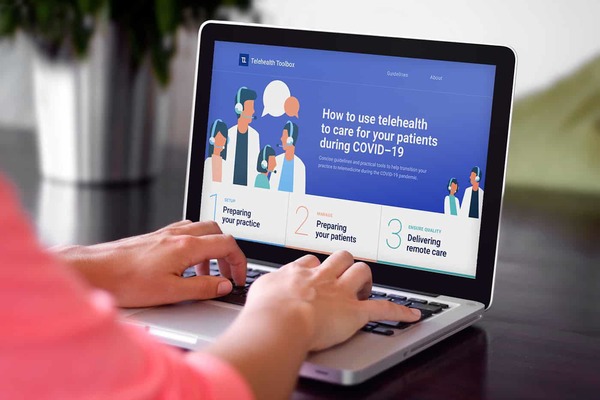 TL Telehealth Toolbox
Guidelines About
How to use telehealth
to care for your patients
during COVID–19
Concise guidelines and practical tools to help transition your
practice to telemedicine during the COVID-19 pandemic.
1 SETUP
Preparing
your practice
2 MANAGE
Preparing
your patients
3 ENSURE QUALITY
Delivering
remote care